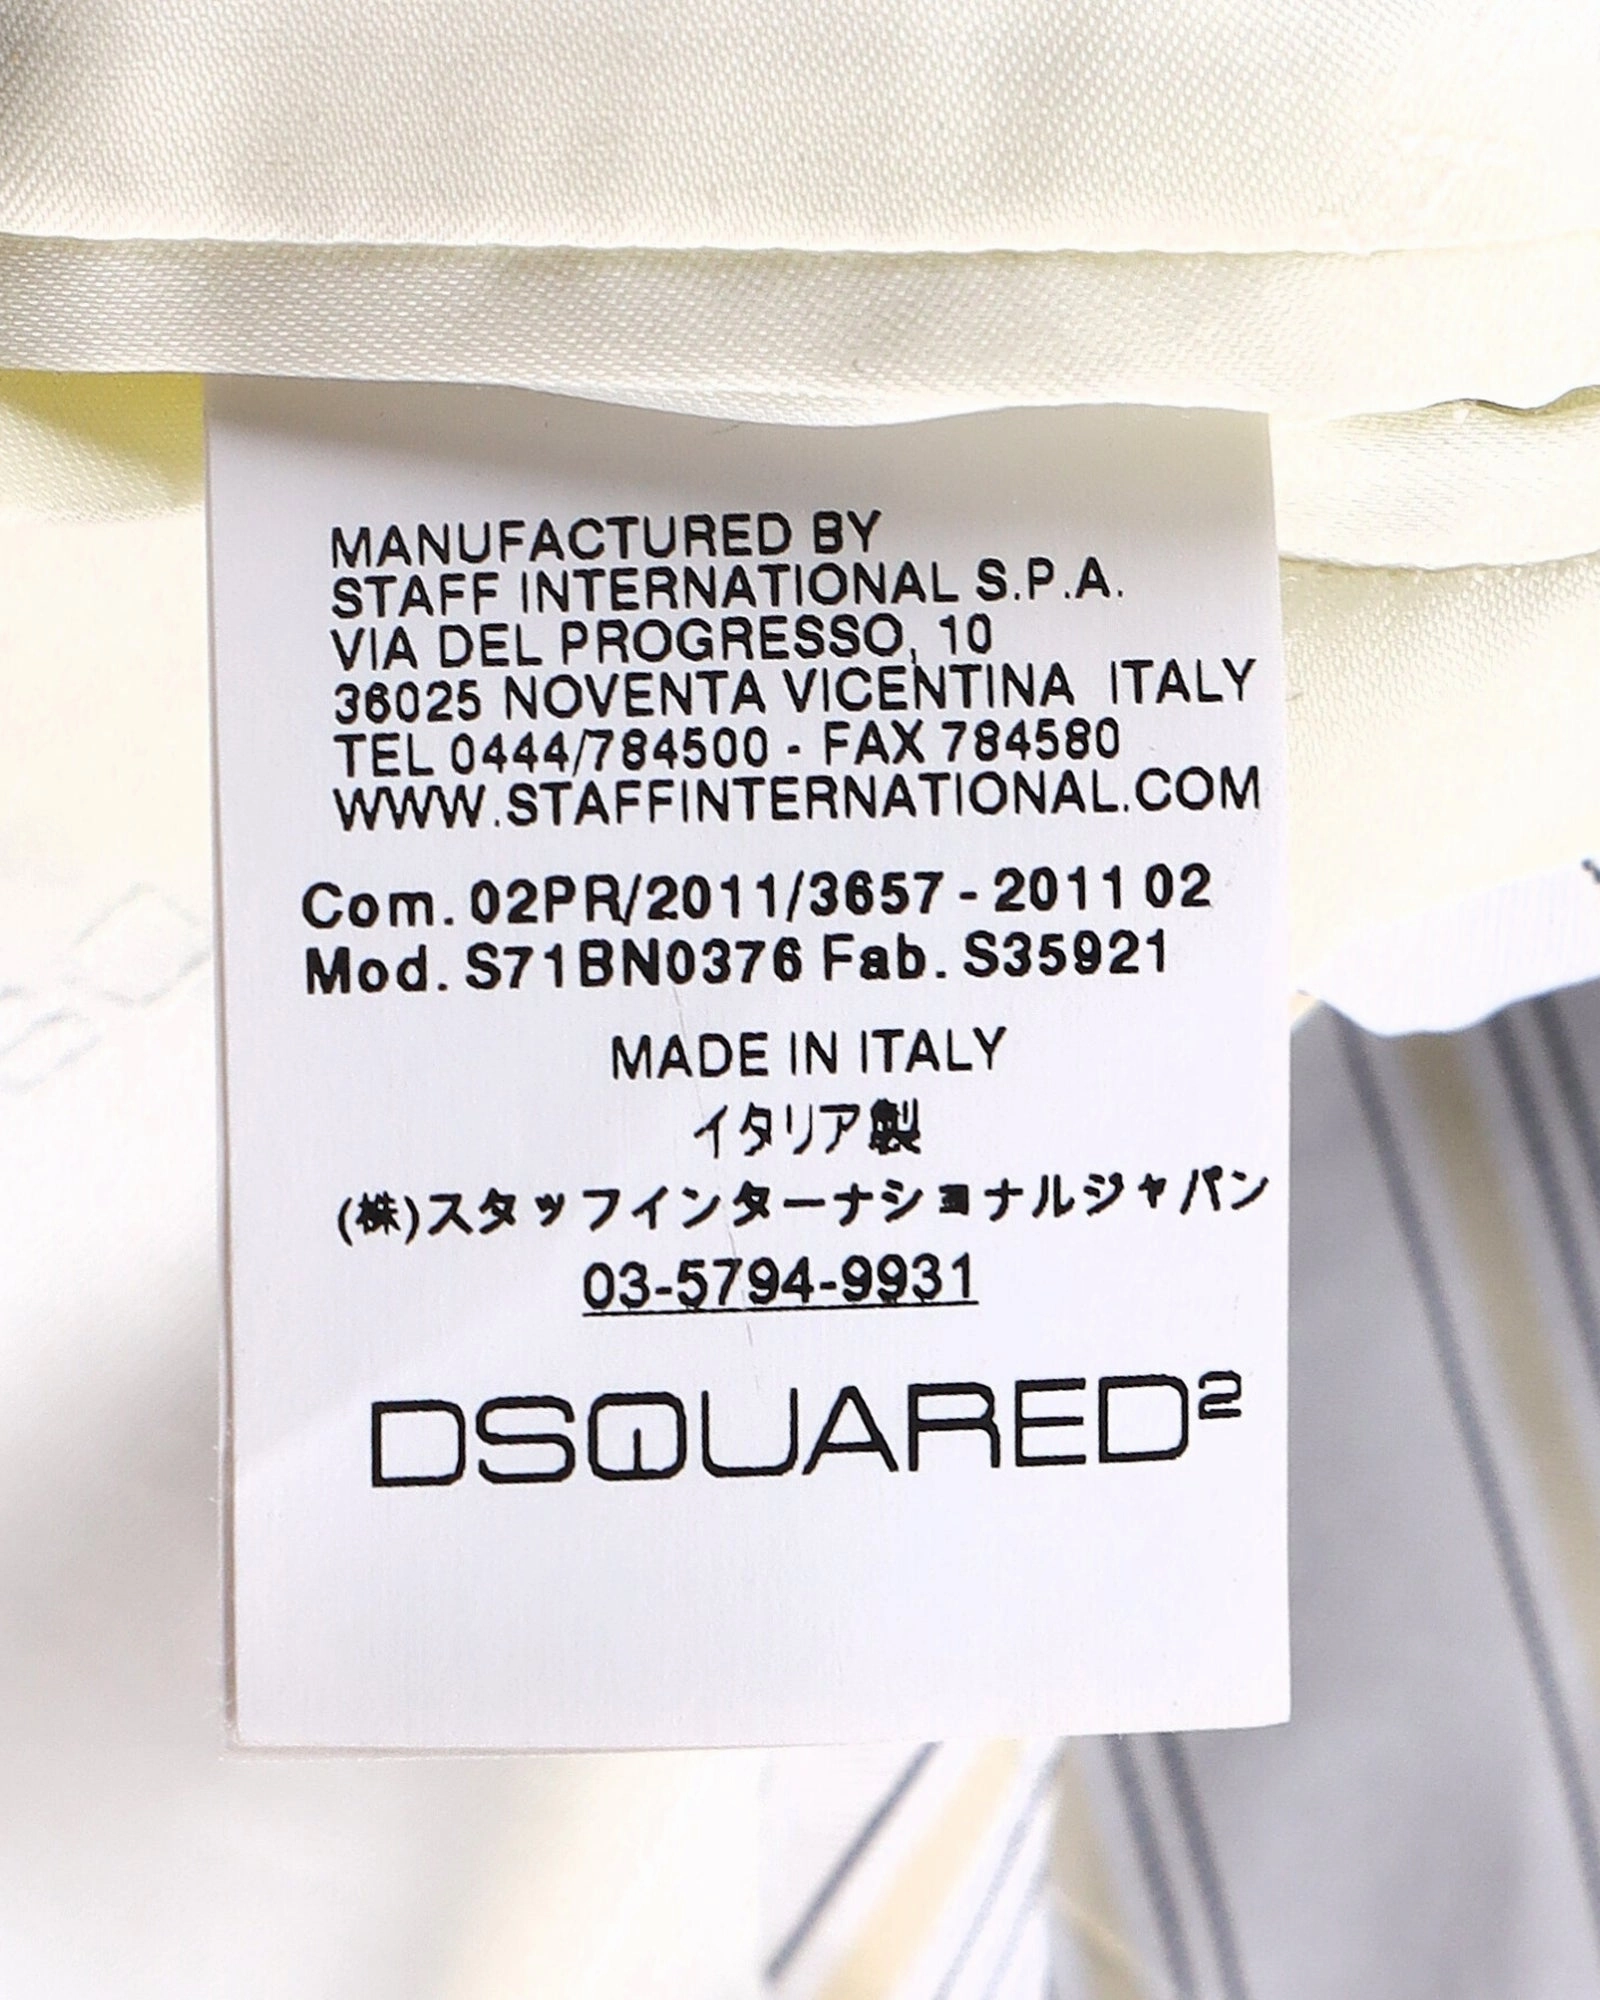 MANUFACTURED BY
STAFF INTERNATIONAL S.P.A.
VIA DEL PROGRESSO, 10
36025 NOVENTA VICENTINA ITALY
TEL 0444/784500 - FAX 784580
WWW.STAFFINTERNATIONAL.COM
Com. 02PR/2011/3657 - 2011 02
Mod. S71BN0376 Fab. S35921
MADE IN ITALY
イタリア製
(株)スタッフインターナショナルジャパン
03-5794-9931
DSQUARED²